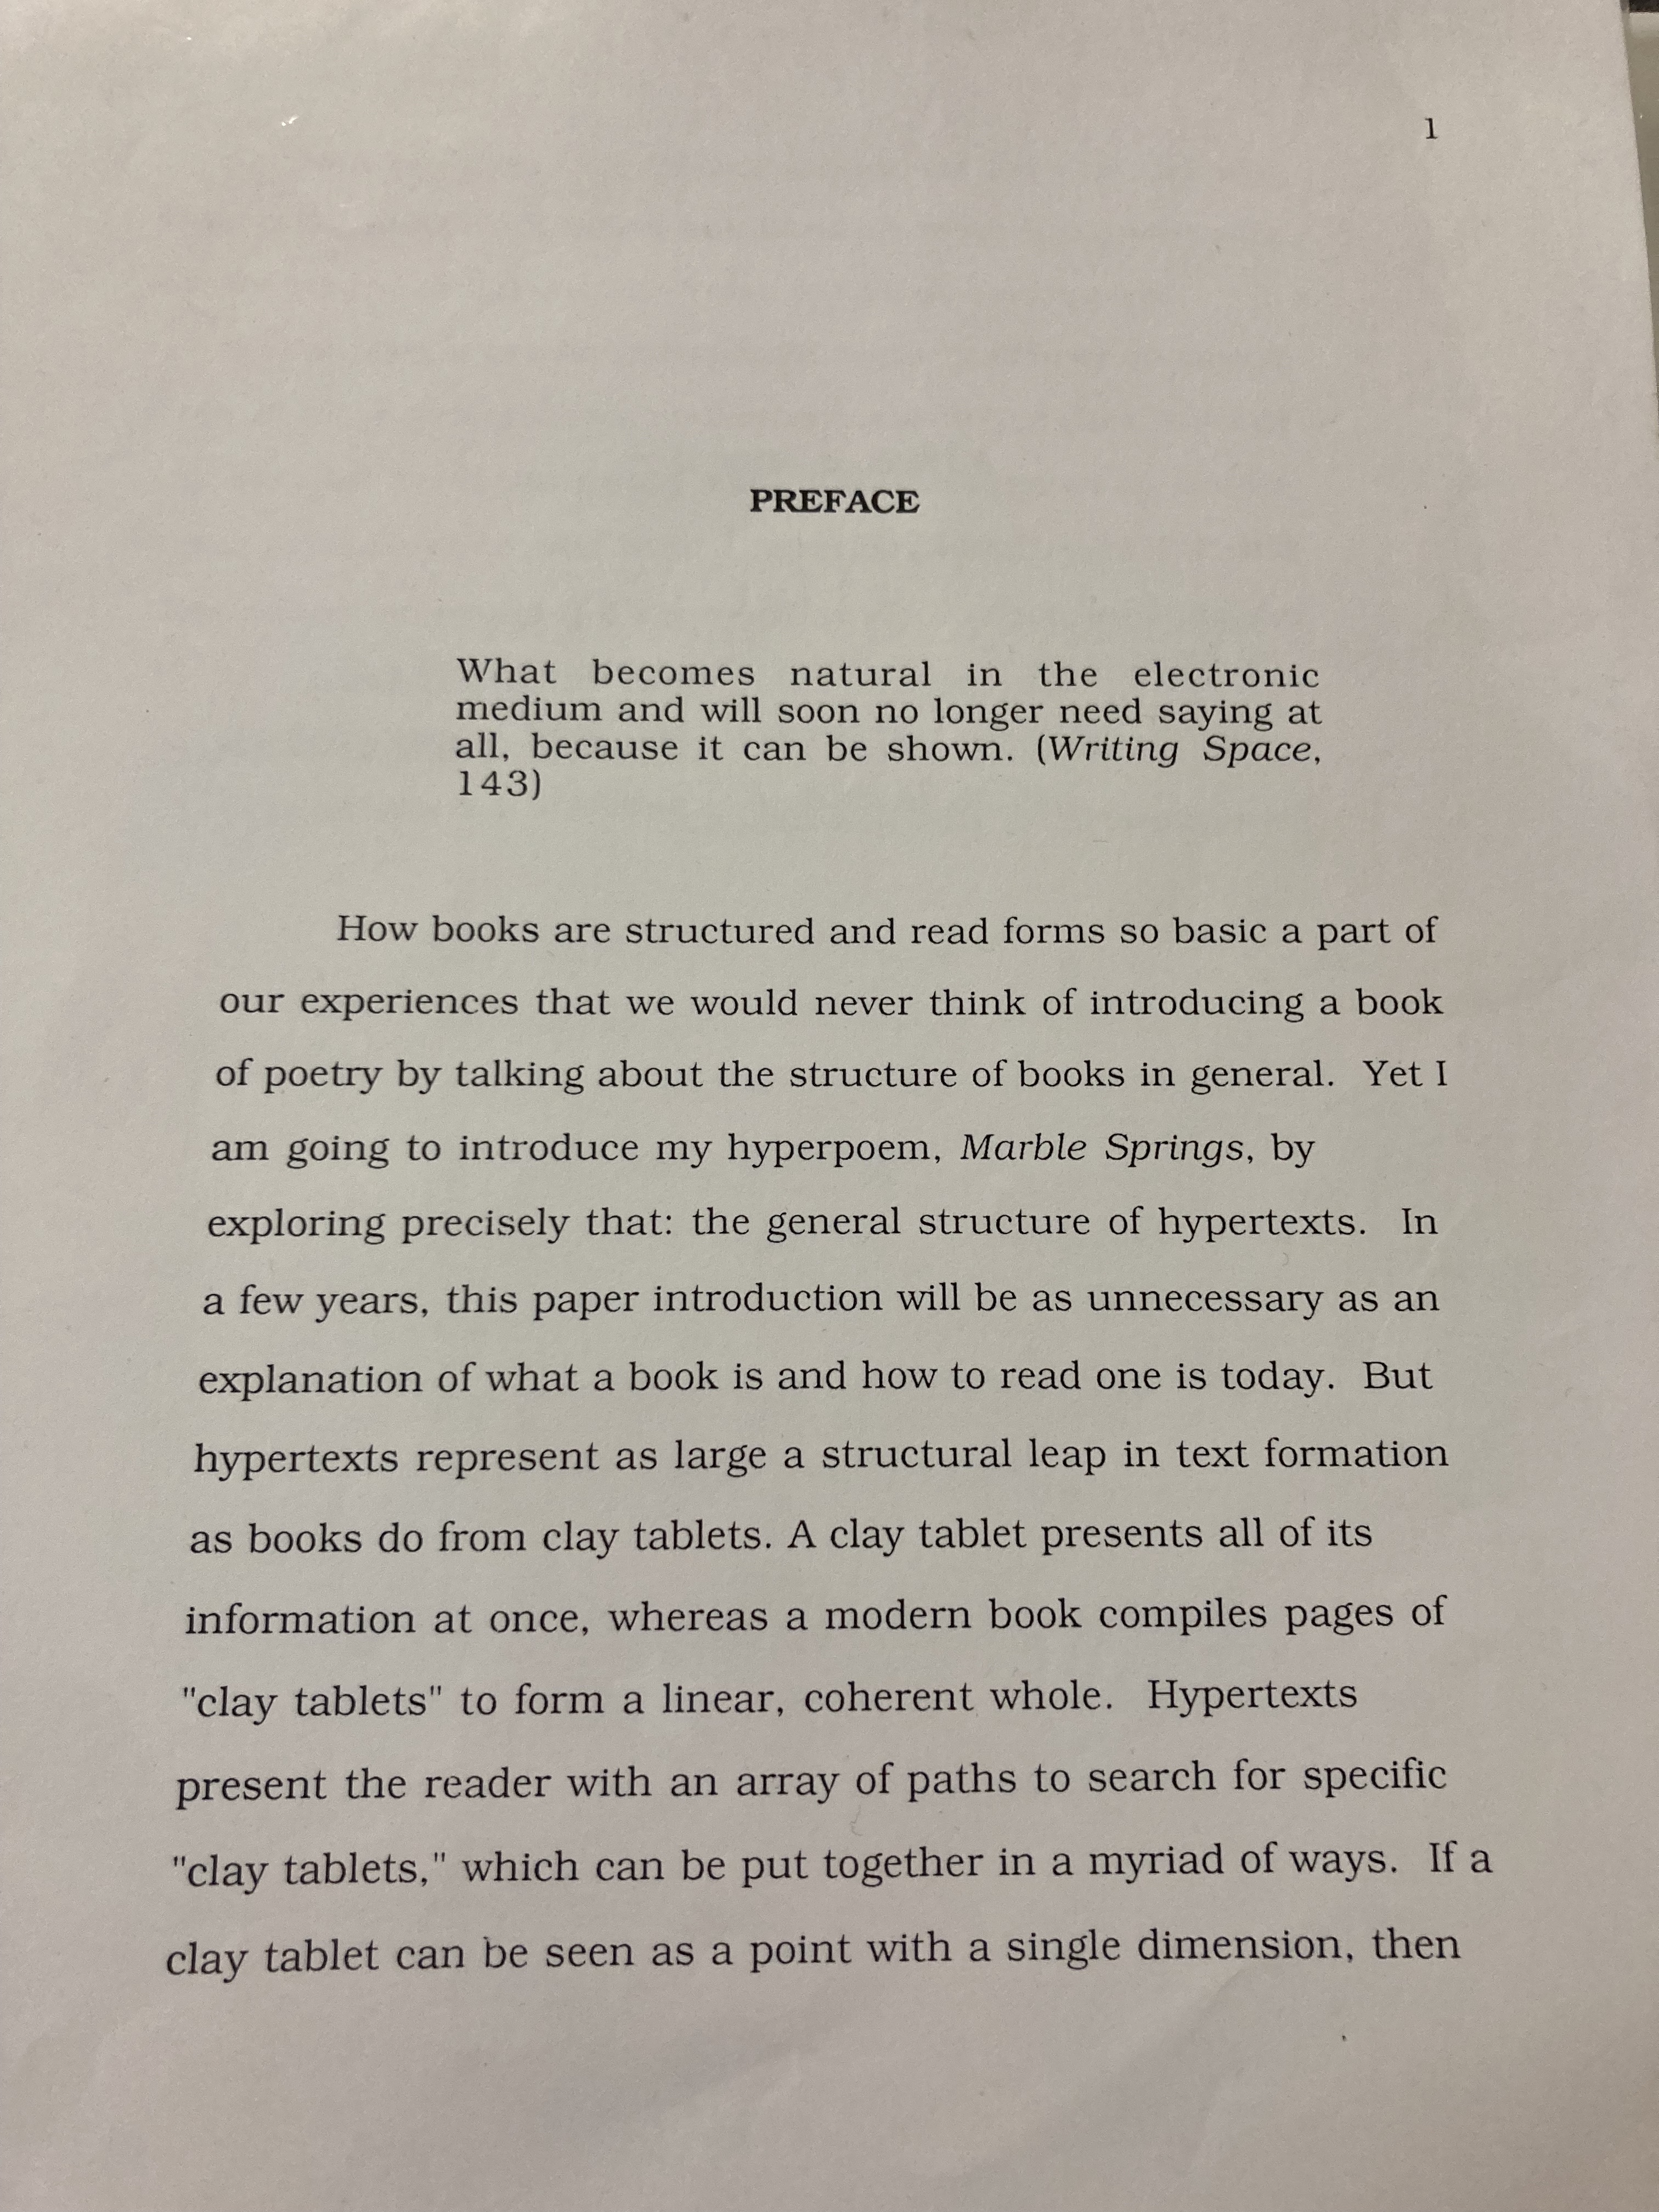 1
PREFACE
What becomes natural in the electronic
medium and will soon no longer need saying at
all, because it can be shown. (Writing Space,
143)
How books are structured and read forms so basic a part of
our experiences that we would never think of introducing a book
of poetry by talking about the structure of books in general.  Yet I
am going to introduce my hyperpoem, Marble Springs, by
exploring precisely that: the general structure of hypertexts.  In
a few years, this paper introduction will be as unnecessary as an
explanation of what a book is and how to read one is today.  But
hypertexts represent as large a structural leap in text formation
as books do from clay tablets. A clay tablet presents all of its
information at once, whereas a modern book compiles pages of
"clay tablets" to form a linear, coherent whole.  Hypertexts
present the reader with an array of paths to search for specific
"clay tablets," which can be put together in a myriad of ways.  If a
clay tablet can be seen as a point with a single dimension, then